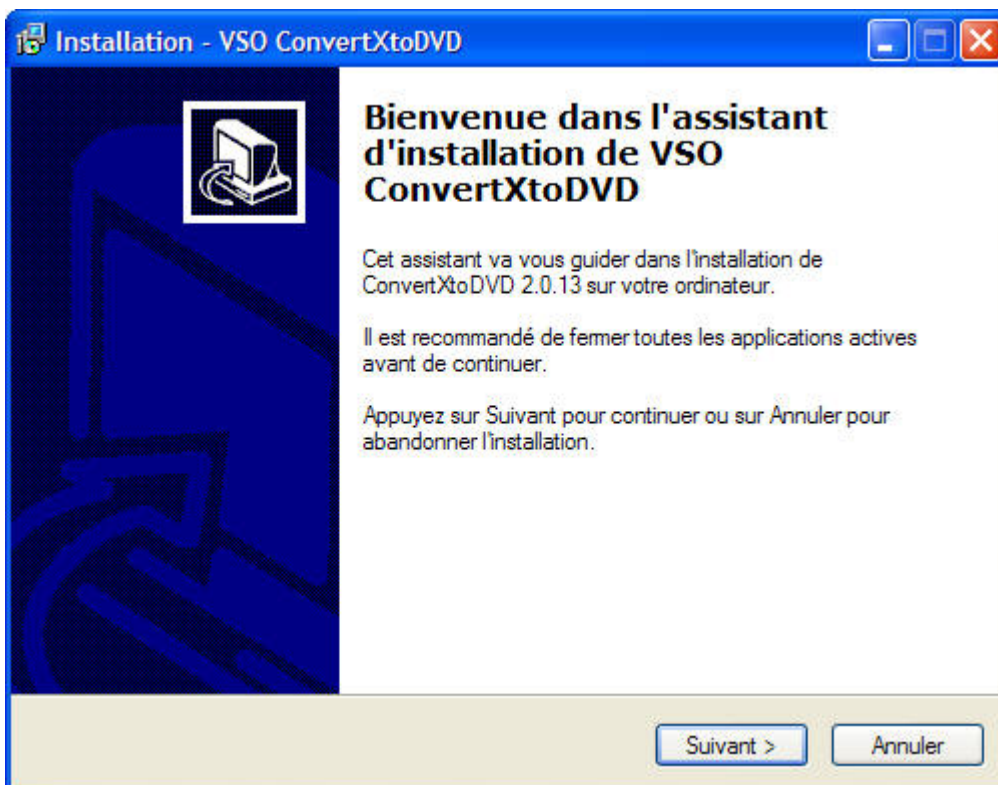 Installation - VSO ConvertXtoDVD
Bienvenue dans l'assistant
d'installation de VSO
ConvertXtoDVD
Cet assistant va vous guider dans l'installation de
ConvertXtoDVD 2.0.13 sur votre ordinateur.
Il est recommandé de fermer toutes les applications actives
avant de continuer.
Appuyez sur Suivant pour continuer ou sur Annuler pour
abandonner l'installation.
Suivant >
Annuler